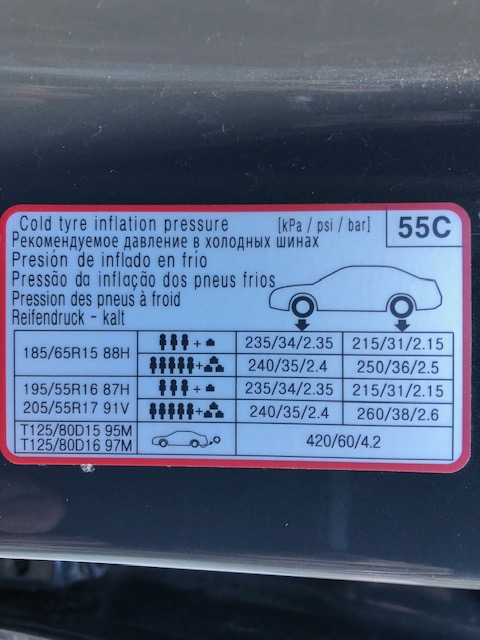 Cold tyre inflation pressure [kPa / psi / bar] 55C
Рекомендуемое давление в холодных шинах
Presión de inflado en frío
Pressão da inflação dos pneus frios
Pression des pneus à froid
Reifendruck - kalt
185/65R15 88H
+ 235/34/2.35 215/31/2.15
+ 240/35/2.4 250/36/2.5
195/55R16 87H + 235/34/2.35 215/31/2.15
205/55R17 91V + 240/35/2.4 260/38/2.6
T125/80D15 95M
T125/80D16 97M
420/60/4.2